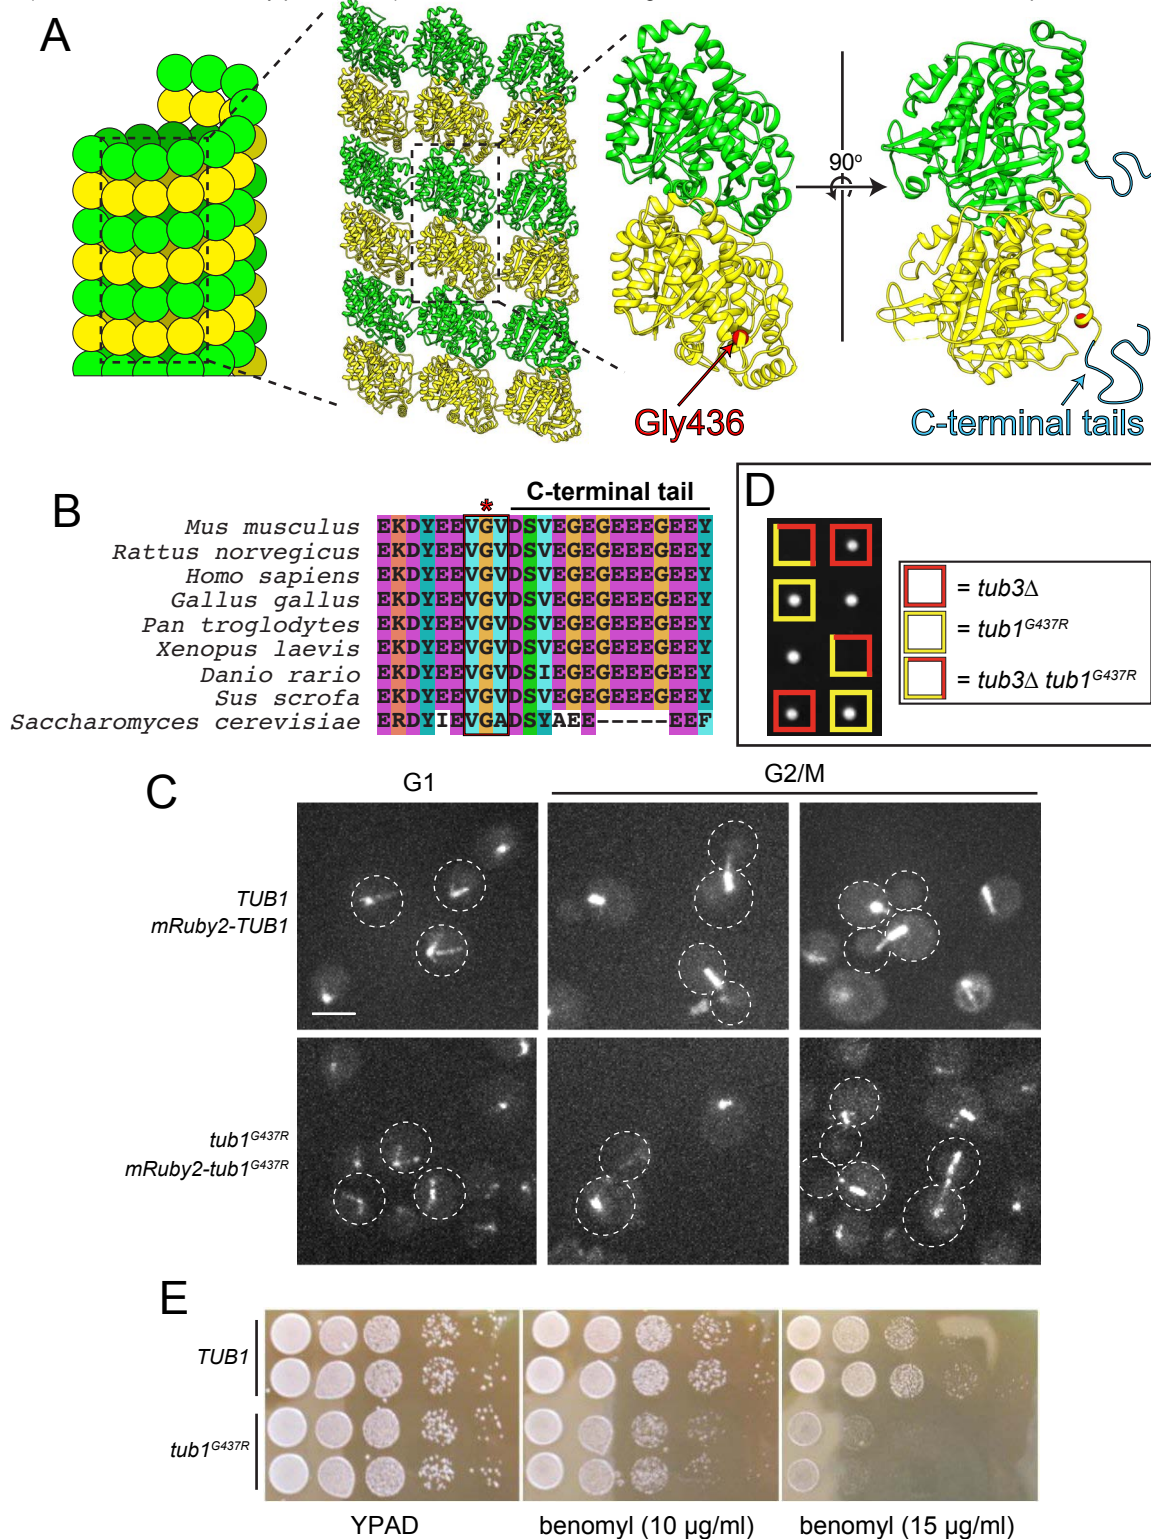 A
90°
Gly436
C-terminal tails
B
C-terminal tail
*
Mus musculus EKDYEEVGVDSVEGEGEEEGEEY
Rattus norvegicus EKDYEEVGVDSVEGEGEEEGEEY
Homo sapiens EKDYEEVGVDSVEGEGEEEGEEY
Gallus gallus EKDYEEVGVDSVEGEGEEEGEEY
Pan troglodytes EKDYEEVGVDSVEGEGEEEGEEY
Xenopus laevis EKDYEEVGVDSVEGEGEEEGEEY
Danio rario EKDYEEVGVDSIEGEGEEEGEEY
Sus scrofa EKDYEEVGVDSVEGEGEEEGEEY
Saccharomyces cerevisiae ERDYIEVGADSYAEE-----EEF
D
= tub3Δ
= tub1G437R
= tub3Δ tub1G437R
C
G1
G2/M
TUB1
mRuby2-TUB1
tub1G437R
mRuby2-tub1G437R
E
TUB1
tub1G437R
YPAD
benomyl (10 µg/ml)
benomyl (15 µg/ml)